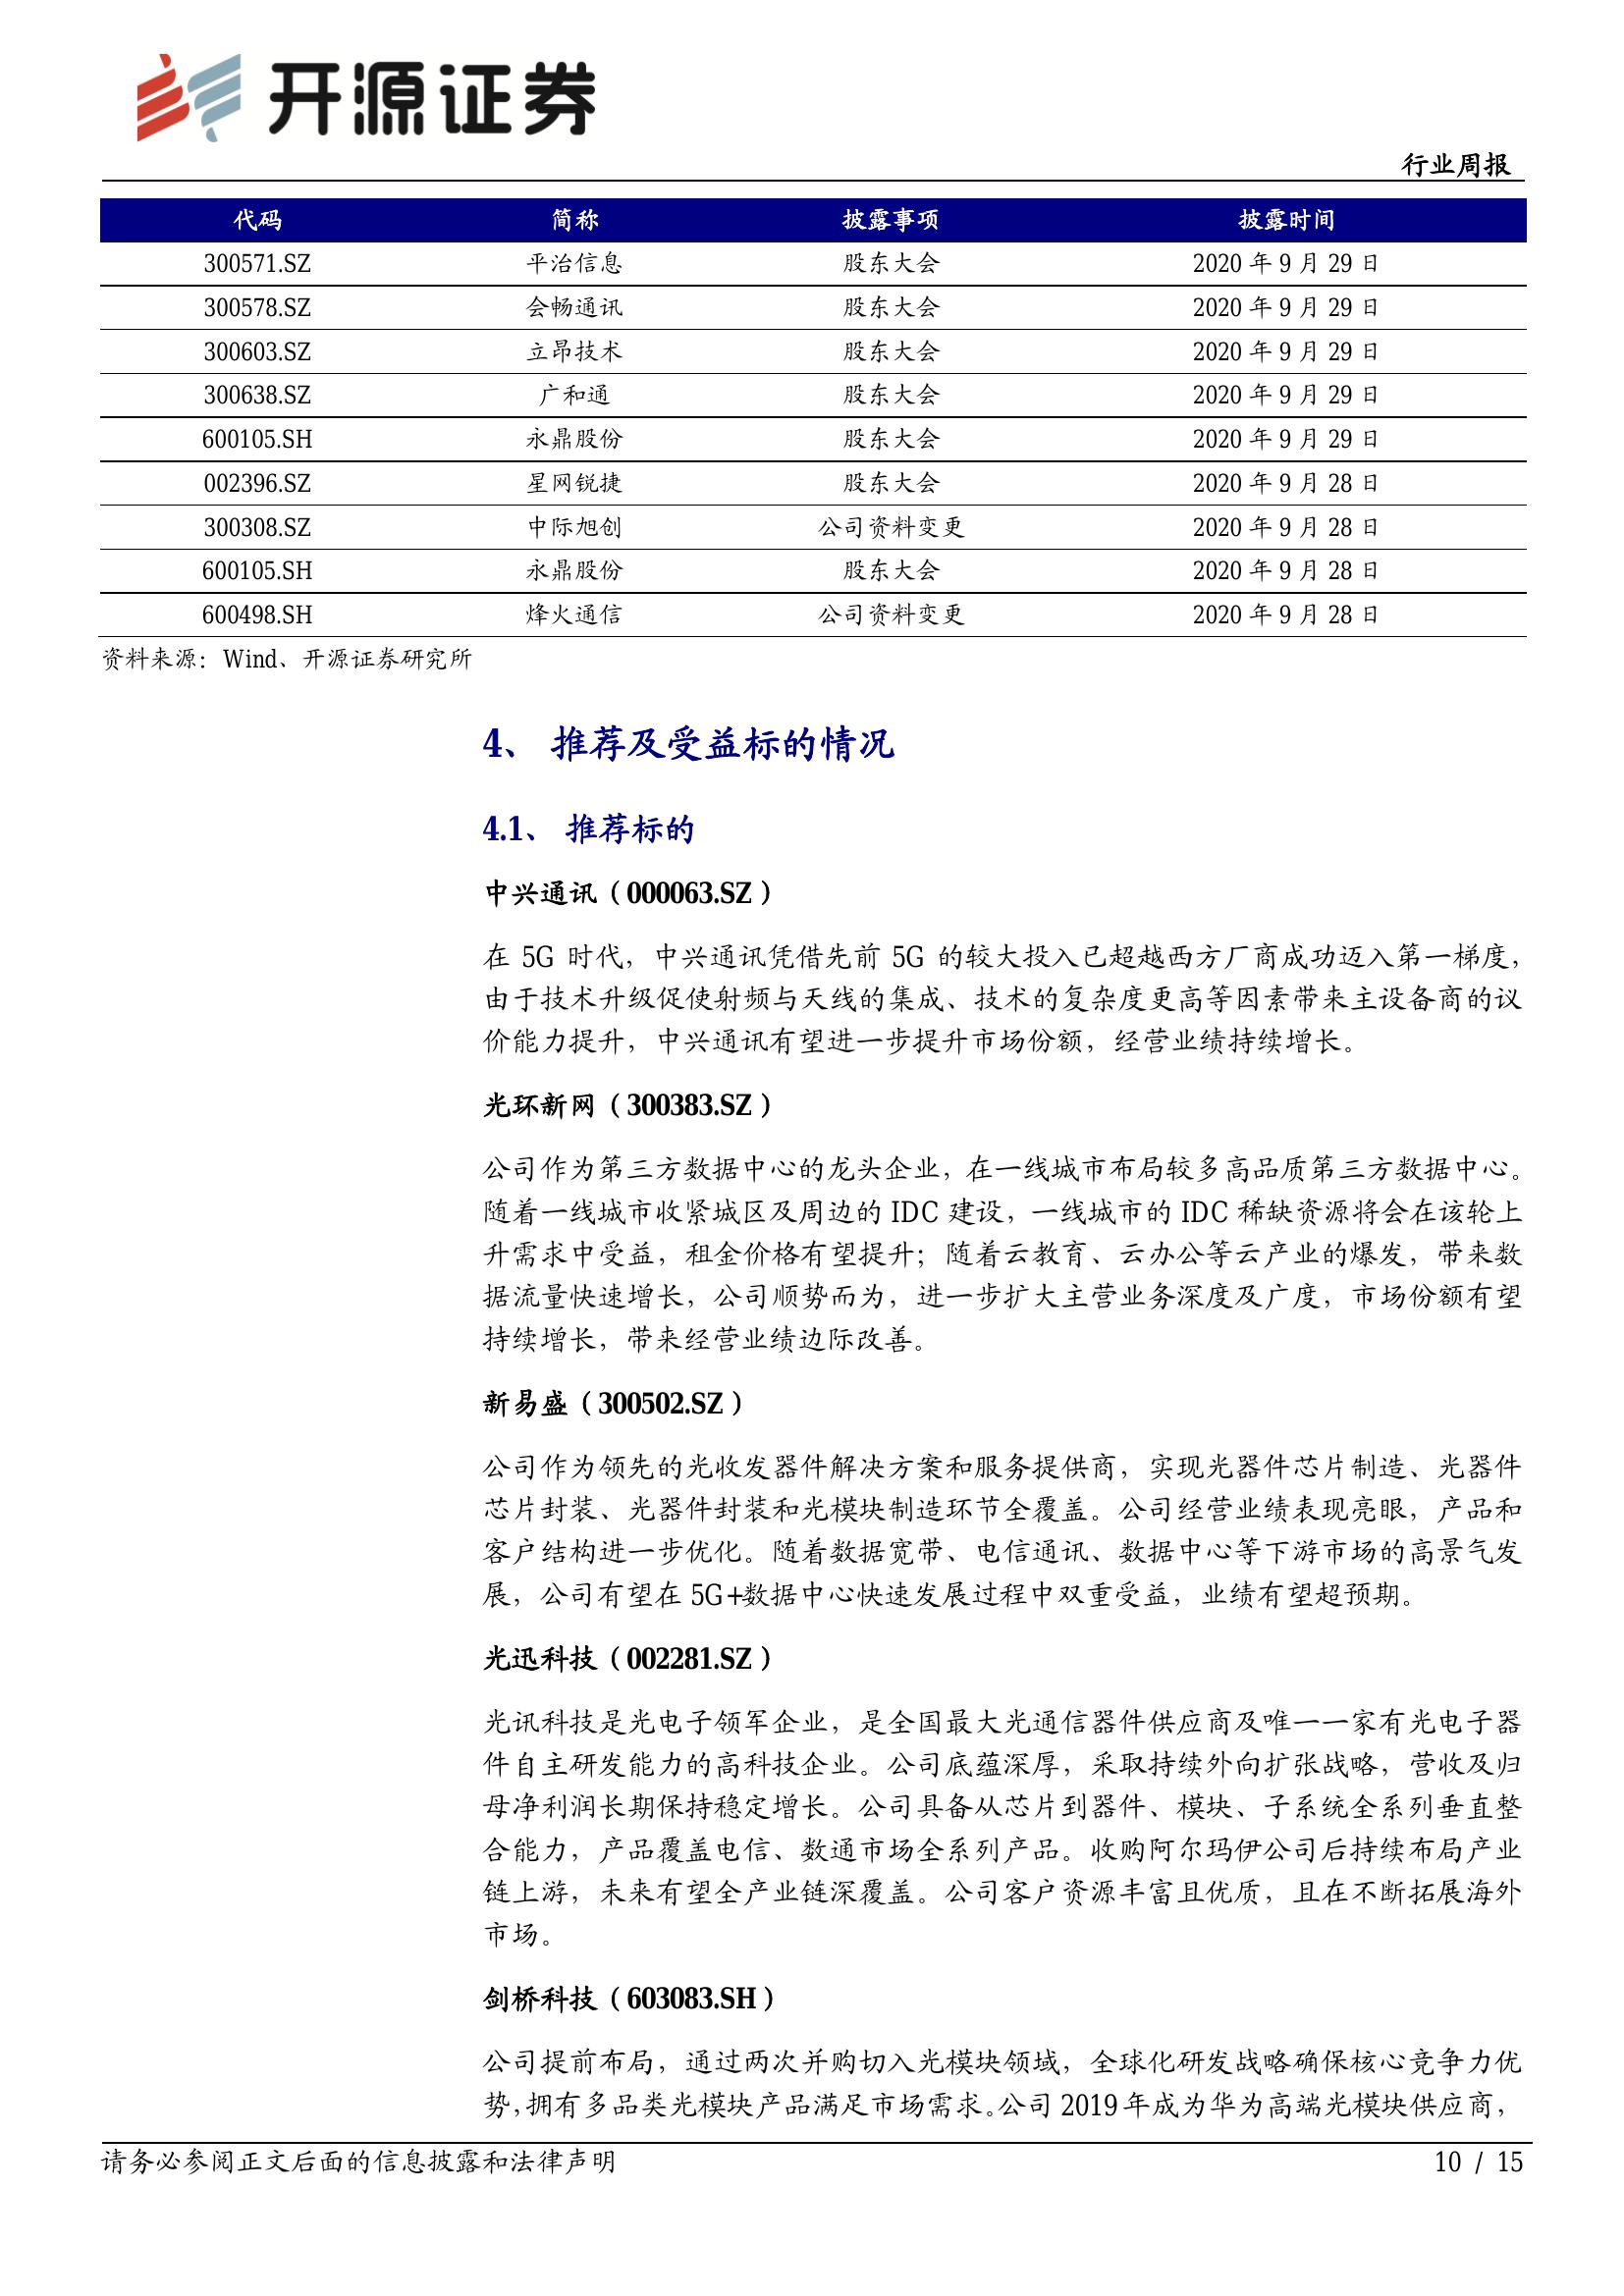 开源证券
行业周报
代码 简称 披露事项 披露时间
300571.SZ 平治信息 股东大会 2020 年 9 月 29 日
300578.SZ 会畅通讯 股东大会 2020 年 9 月 29 日
300603.SZ 立昂技术 股东大会 2020 年 9 月 29 日
300638.SZ 广和通 股东大会 2020 年 9 月 29 日
600105.SH 永鼎股份 股东大会 2020 年 9 月 29 日
002396.SZ 星网锐捷 股东大会 2020 年 9 月 28 日
300308.SZ 中际旭创 公司资料变更 2020 年 9 月 28 日
600105.SH 永鼎股份 股东大会 2020 年 9 月 28 日
600498.SH 烽火通信 公司资料变更 2020 年 9 月 28 日
资料来源：Wind、开源证券研究所
4、 推荐及受益标的情况
4.1、 推荐标的
中兴通讯（000063.SZ）
在 5G 时代，中兴通讯凭借先前 5G 的较大投入已超越西方厂商成功迈入第一梯度，
由于技术升级促使射频与天线的集成、技术的复杂度更高等因素带来主设备商的议
价能力提升，中兴通讯有望进一步提升市场份额，经营业绩持续增长。
光环新网（300383.SZ）
公司作为第三方数据中心的龙头企业，在一线城市布局较多高品质第三方数据中心。
随着一线城市收紧城区及周边的 IDC 建设，一线城市的 IDC 稀缺资源将会在该轮上
升需求中受益，租金价格有望提升；随着云教育、云办公等云产业的爆发，带来数
据流量快速增长，公司顺势而为，进一步扩大主营业务深度及广度，市场份额有望
持续增长，带来经营业绩边际改善。
新易盛（300502.SZ）
公司作为领先的光收发器件解决方案和服务提供商，实现光器件芯片制造、光器件
芯片封装、光器件封装和光模块制造环节全覆盖。公司经营业绩表现亮眼，产品和
客户结构进一步优化。随着数据宽带、电信通讯、数据中心等下游市场的高景气发
展，公司有望在 5G+数据中心快速发展过程中双重受益，业绩有望超预期。
光迅科技（002281.SZ）
光讯科技是光电子领军企业，是全国最大光通信器件供应商及唯一一家有光电子器
件自主研发能力的高科技企业。公司底蕴深厚，采取持续外向扩张战略，营收及归
母净利润长期保持稳定增长。公司具备从芯片到器件、模块、子系统全系列垂直整
合能力，产品覆盖电信、数通市场全系列产品。收购阿尔玛伊公司后持续布局产业
链上游，未来有望全产业链深覆盖。公司客户资源丰富且优质，且在不断拓展海外
市场。
剑桥科技（603083.SH）
公司提前布局，通过两次并购切入光模块领域，全球化研发战略确保核心竞争力优
势，拥有多品类光模块产品满足市场需求。公司 2019 年成为华为高端光模块供应商，
请务必参阅正文后面的信息披露和法律声明 10 / 15